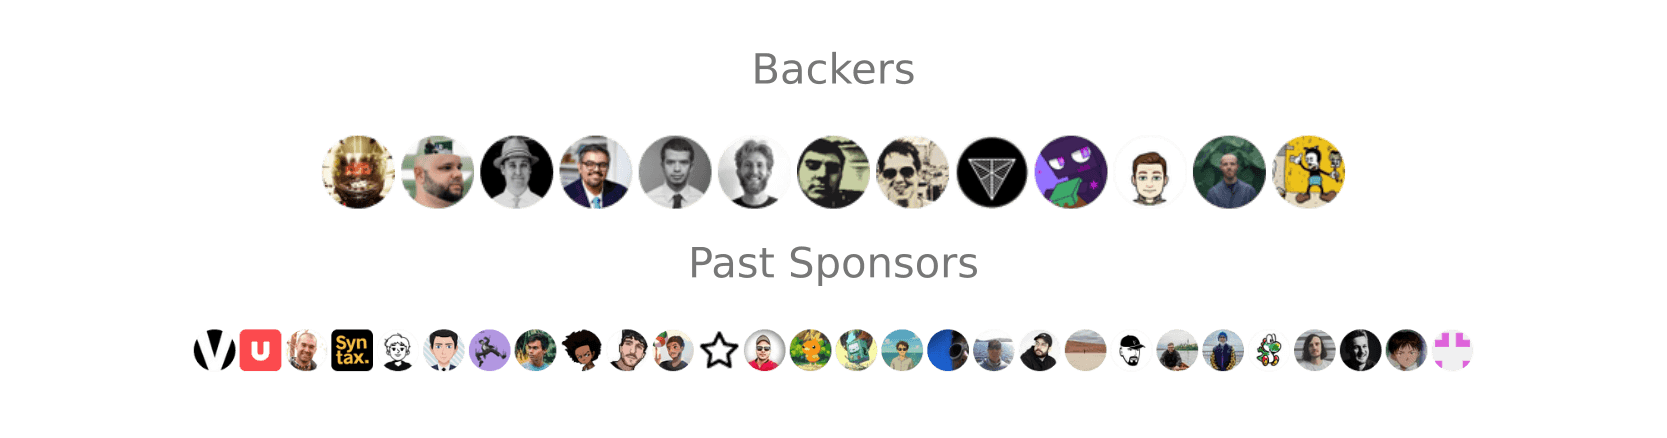 Backers
Past Sponsors
V
U
Syn
tax.